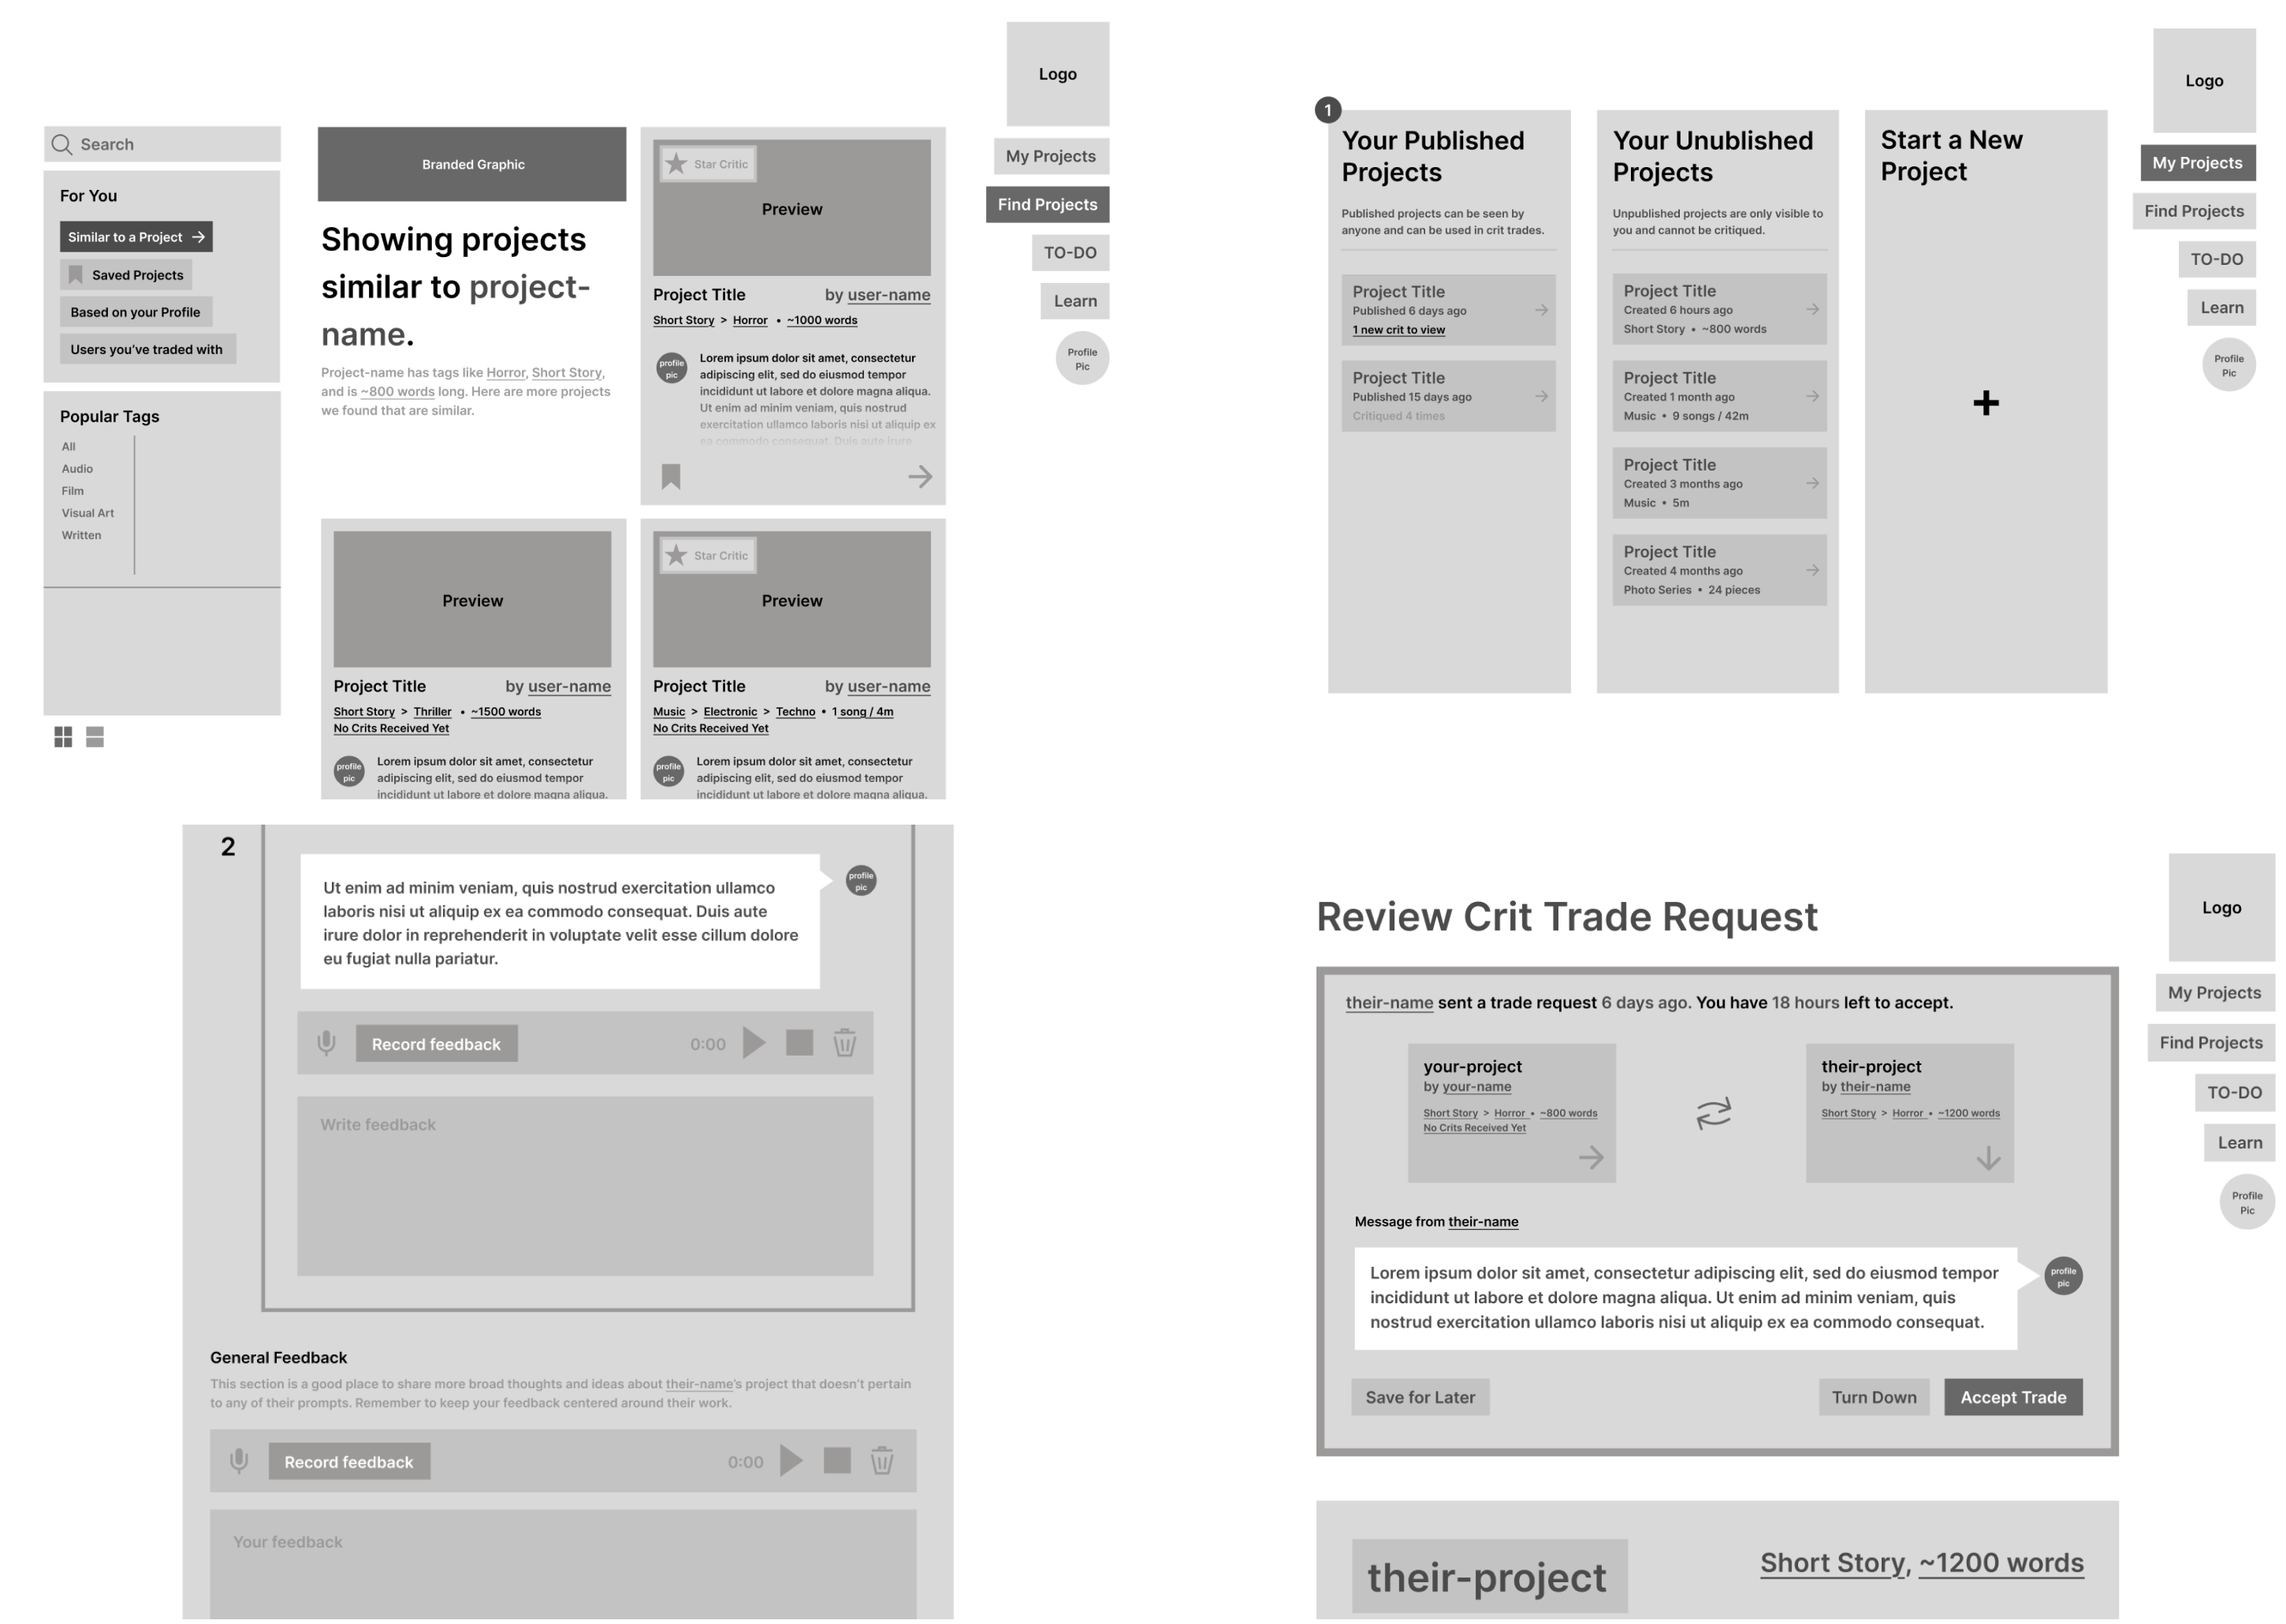 Logo
My Projects
Find Projects
TO-DO
Learn
Profile
Pic
Search
For You
Similar to a Project
Saved Projects
Based on your Profile
Users you've traded with
Popular Tags
All
Audio
Film
Visual Art
Written
Branded Graphic
Showing projects
similar to project-
name.
Project-name has tags like Horror, Short Story,
and is ~800 words long. Here are more projects
we found that are similar.
Star Critic
Preview
Project Title by user-name
Short Story > Horror • ~1000 words
profile
pic
Lorem ipsum dolor sit amet, consectetur
adipiscing elit, sed do eiusmod tempor
incididunt ut labore et dolore magna aliqua.
Ut enim ad minim veniam, quis nostrud
exercitation ullamco laboris nisi ut aliquip ex
ea commodo consequat. Duis aute irure
Preview
Project Title by user-name
Short Story > Thriller • ~1500 words
No Crits Received Yet
profile
pic
Lorem ipsum dolor sit amet, consectetur
adipiscing elit, sed do eiusmod tempor
incididunt ut labore et dolore magna aliqua.
Star Critic
Preview
Project Title by user-name
Music > Electronic > Techno • 1 song / 4m
No Crits Received Yet
profile
pic
Lorem ipsum dolor sit amet, consectetur
adipiscing elit, sed do eiusmod tempor
incididunt ut labore et dolore magna aliqua.
1
Your Published
Projects
Published projects can be seen by
anyone and can be used in crit trades.
Project Title
Published 6 days ago
1 new crit to view
Project Title
Published 15 days ago
Critiqued 4 times
Your Unublished
Projects
Unpublished projects are only visible to
you and cannot be critiqued.
Project Title
Created 6 hours ago
Short Story • ~800 words
Project Title
Created 1 month ago
Music • 9 songs / 42m
Project Title
Created 3 months ago
Music • 5m
Project Title
Created 4 months ago
Photo Series • 24 pieces
Start a New
Project
+
Logo
My Projects
Find Projects
TO-DO
Learn
Profile
Pic
2
Ut enim ad minim veniam, quis nostrud exercitation ullamco
laboris nisi ut aliquip ex ea commodo consequat. Duis aute
irure dolor in reprehenderit in voluptate velit esse cillum dolore
eu fugiat nulla pariatur.
profile
pic
Record feedback 0:00
Write feedback
General Feedback
This section is a good place to share more broad thoughts and ideas about their-name's project that doesn't pertain
to any of their prompts. Remember to keep your feedback centered around their work.
Record feedback 0:00
Your feedback
Review Crit Trade Request
their-name sent a trade request 6 days ago. You have 18 hours left to accept.
your-project
by your-name
Short Story > Horror • ~800 words
No Crits Received Yet
their-project
by their-name
Short Story > Horror • ~1200 words
Message from their-name
Lorem ipsum dolor sit amet, consectetur adipiscing elit, sed do eiusmod tempor
incididunt ut labore et dolore magna aliqua. Ut enim ad minim veniam, quis
nostrud exercitation ullamco laboris nisi ut aliquip ex ea commodo consequat.
profile
pic
Save for Later
Turn Down
Accept Trade
their-project
Short Story, ~1200 words
Logo
My Projects
Find Projects
TO-DO
Learn
Profile
Pic